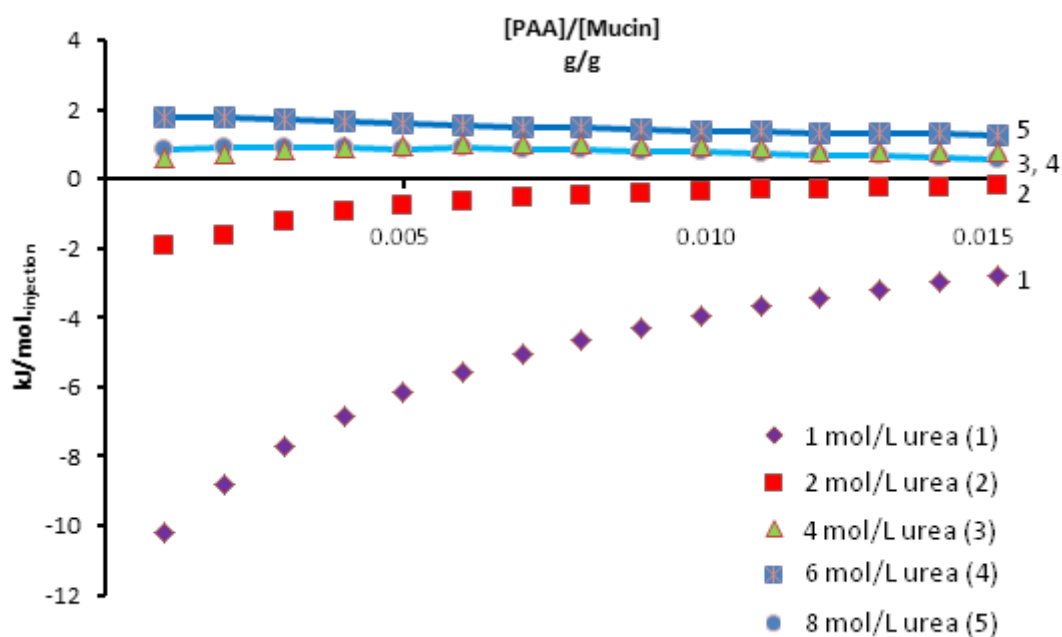 [PAA]/[Mucin]
g/g
4
2
0
-2
-4
-6
-8
-10
-12
kJ/mol.injection
0.005
0.010
0.015
5
3, 4
2
1
1 mol/L urea (1)
2 mol/L urea (2)
4 mol/L urea (3)
6 mol/L urea (4)
8 mol/L urea (5)